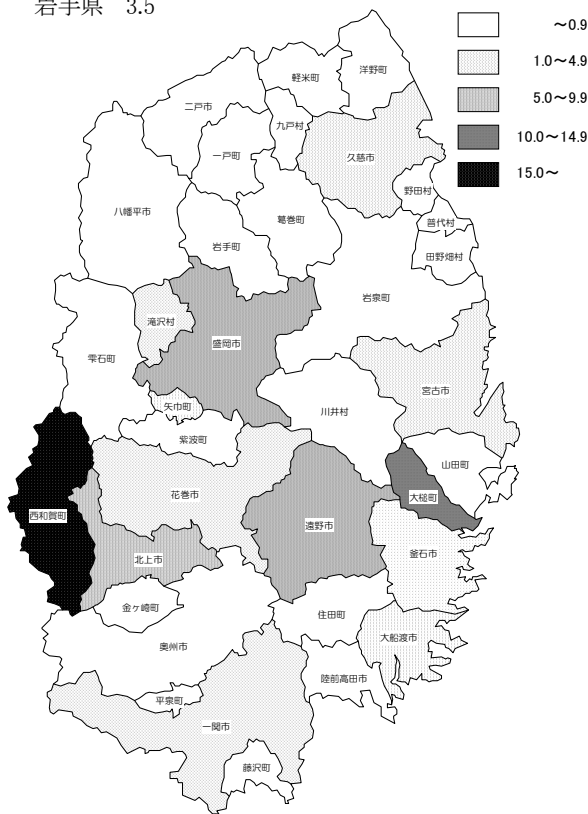 岩手県 3.5
～0.9
1.0～4.9
5.0～9.9
10.0～14.9
15.0～
洋野町
軽米町
二戸市
九戸村
一戸町
久慈市
野田村
八幡平市
葛巻町
普代村
岩手町
田野畑村
岩泉町
滝沢村
盛岡市
雫石町
宮古市
矢巾町
川井村
紫波町
山田町
花巻市
大槌町
西和賀町
遠野市
釜石市
北上市
金ヶ崎町
住田町
大船渡市
奥州市
陸前高田市
平泉町
一関市
藤沢町